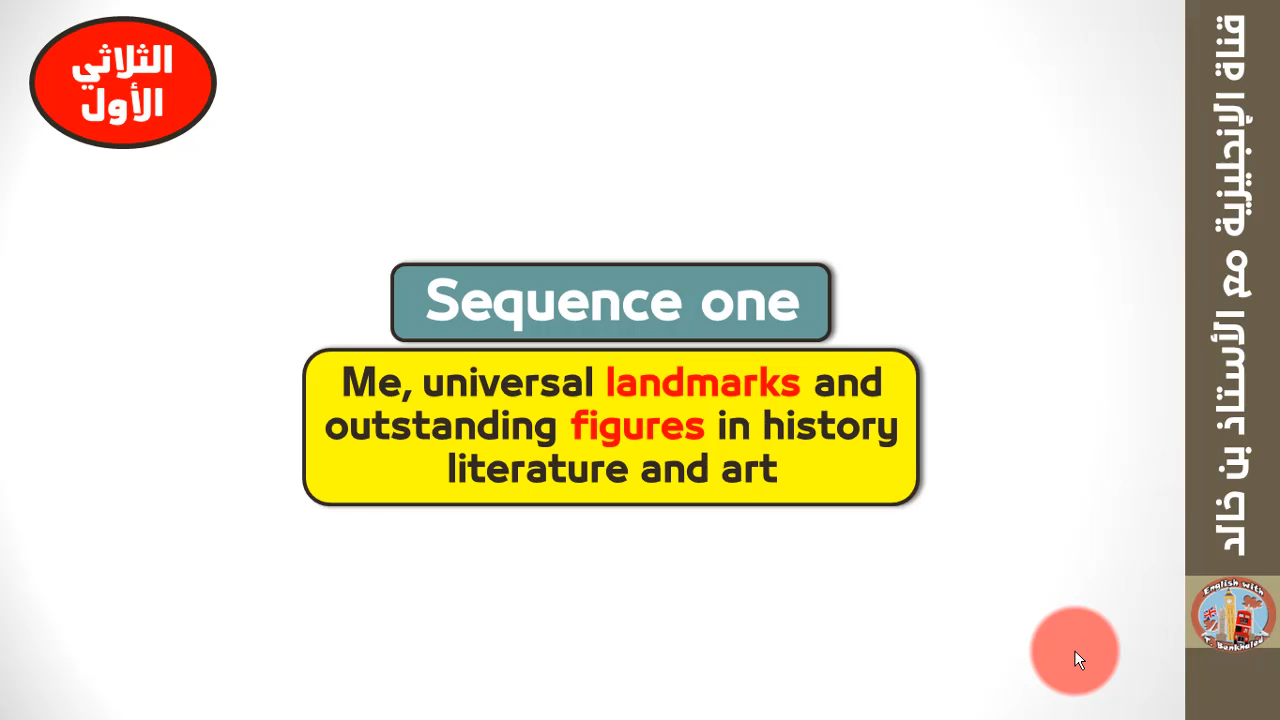 الثلاثي
الأول
Sequence one
Me, universal landmarks and
outstanding figures in history
literature and art
قناة الإنجليزية مع الأستاذ بن خالد
English with
T. Benkhaled